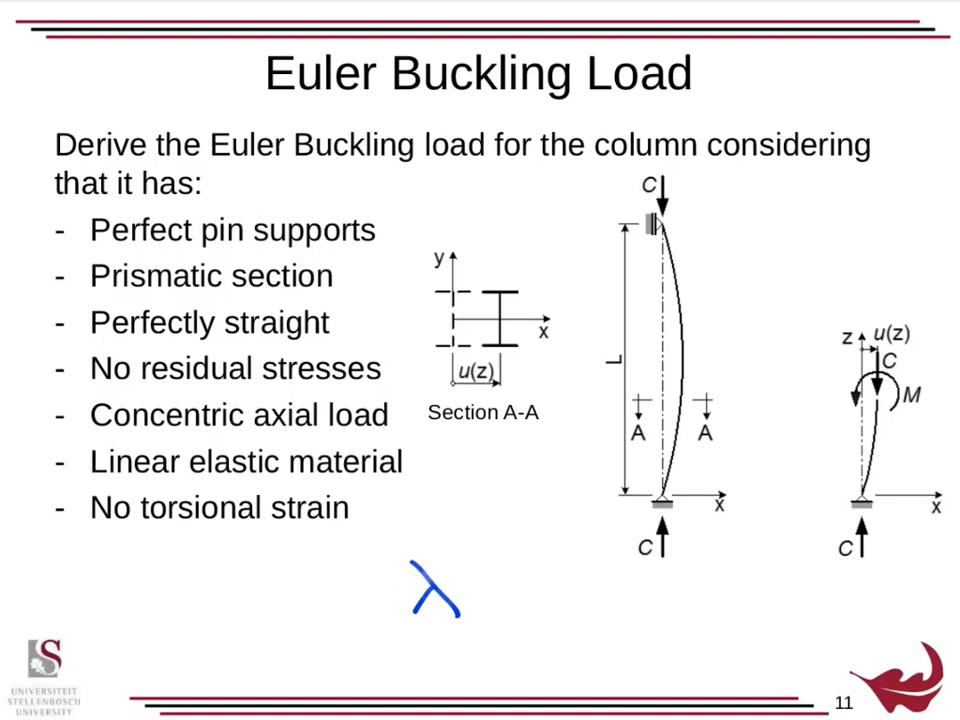 Euler Buckling Load
Derive the Euler Buckling load for the column considering
that it has:
- Perfect pin supports
- Prismatic section
- Perfectly straight
- No residual stresses
- Concentric axial load
- Linear elastic material
- No torsional strain
y
x
u(z)
Section A-A
C
L
A A
x
C
z u(z)
C
M
x
C
λ
S
UNIVERSITEIT
STELLENBOSCH
UNIVERSITY
11